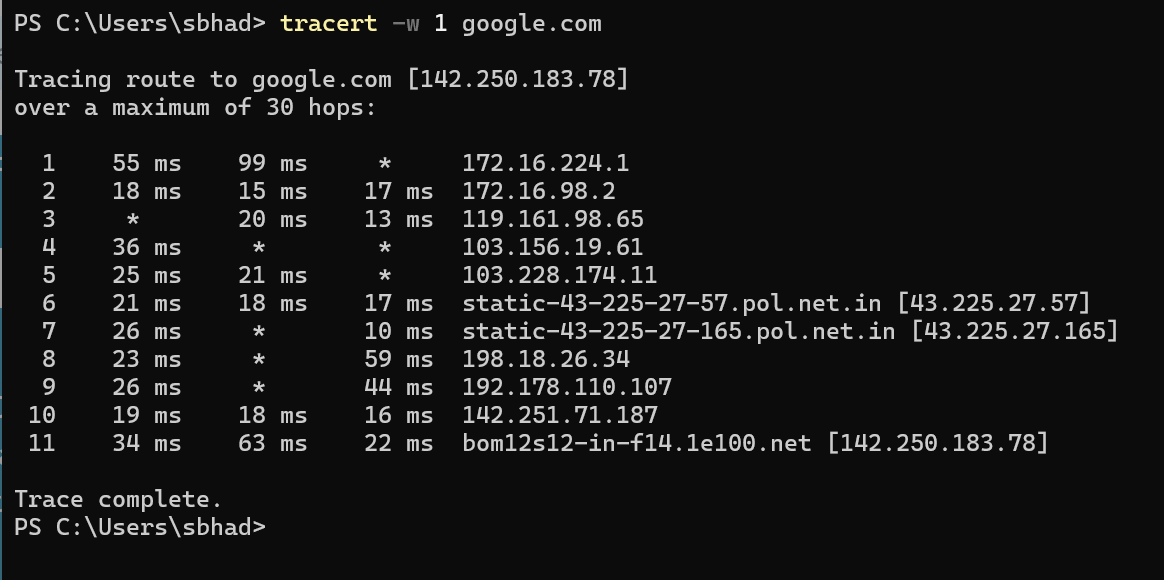 PS C:\Users\sbhad> tracert -w 1 google.com
Tracing route to google.com [142.250.183.78]
over a maximum of 30 hops:
1 55 ms 99 ms * 172.16.224.1
2 18 ms 15 ms 17 ms 172.16.98.2
3 * 20 ms 13 ms 119.161.98.65
4 36 ms * * 103.156.19.61
5 25 ms 21 ms * 103.228.174.11
6 21 ms 18 ms 17 ms static-43-225-27-57.pol.net.in [43.225.27.57]
7 26 ms * 10 ms static-43-225-27-165.pol.net.in [43.225.27.165]
8 23 ms * 59 ms 198.18.26.34
9 26 ms * 44 ms 192.178.110.107
10 19 ms 18 ms 16 ms 142.251.71.187
11 34 ms 63 ms 22 ms bom12s12-in-f14.1e100.net [142.250.183.78]
Trace complete.
PS C:\Users\sbhad>